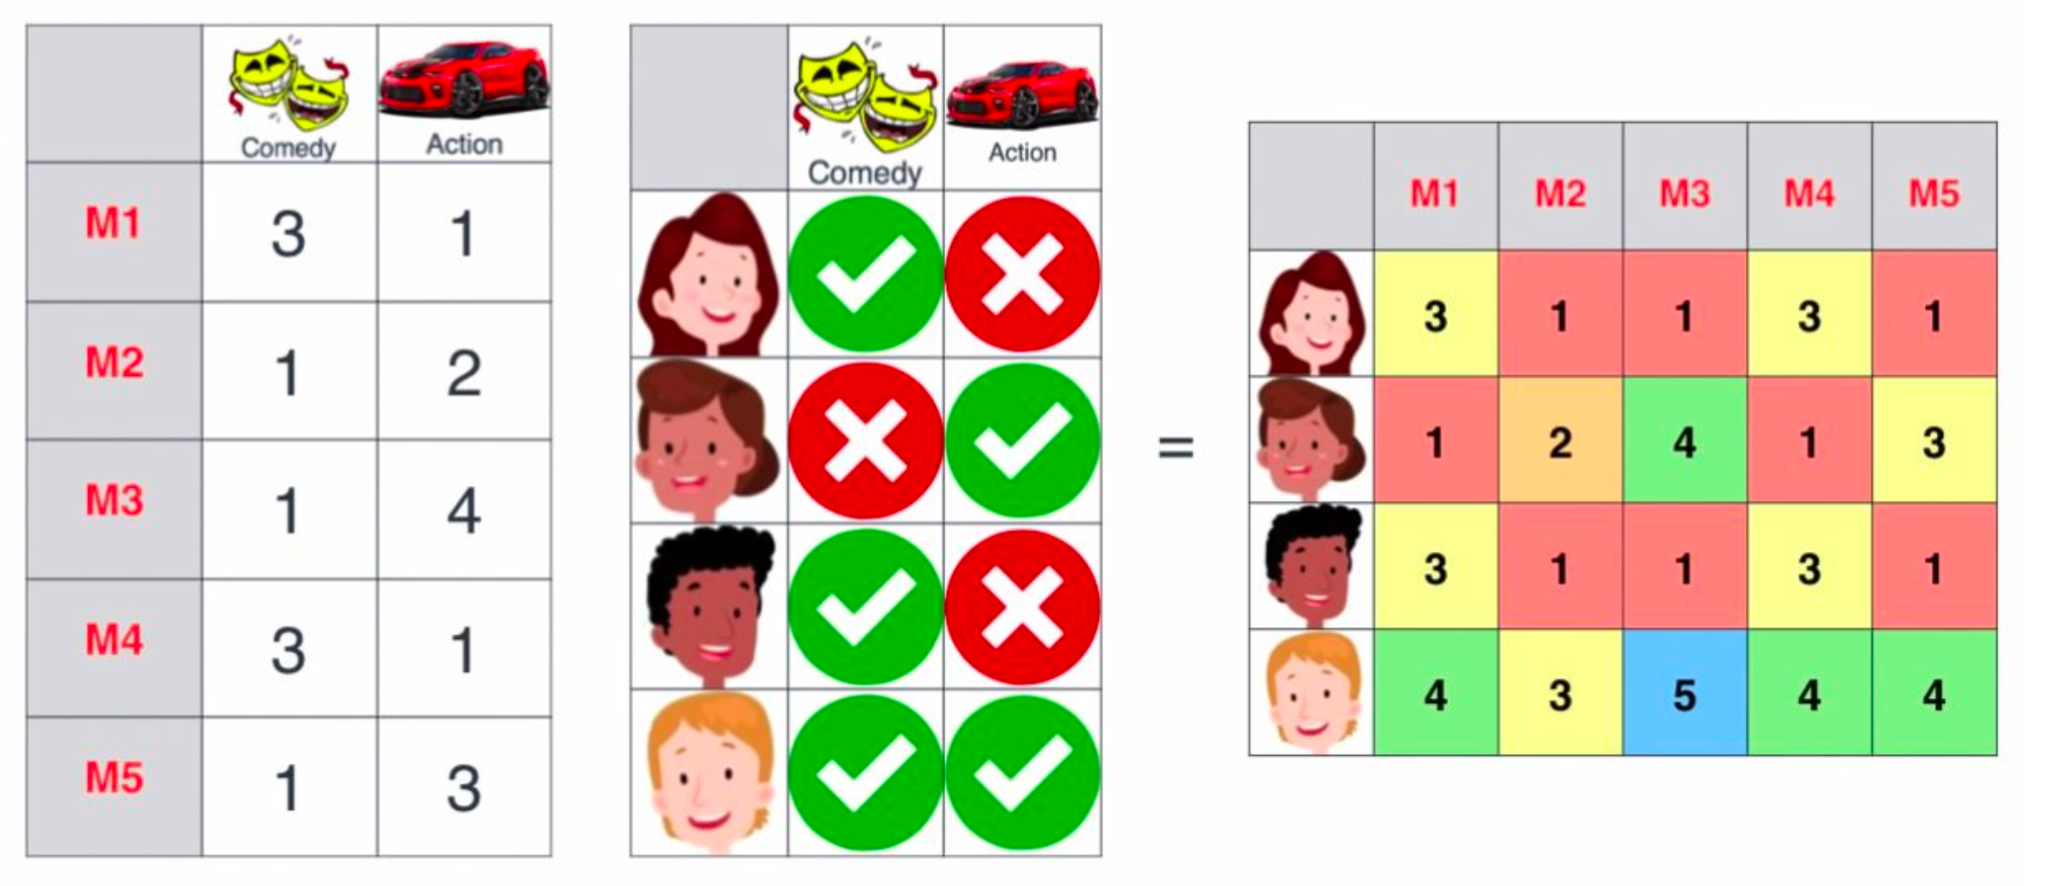 Comedy Action
M1 3 1
M2 1 2
M3 1 4
M4 3 1
M5 1 3
Comedy Action
=
M1 M2 M3 M4 M5
3 1 1 3 1
1 2 4 1 3
3 1 1 3 1
4 3 5 4 4